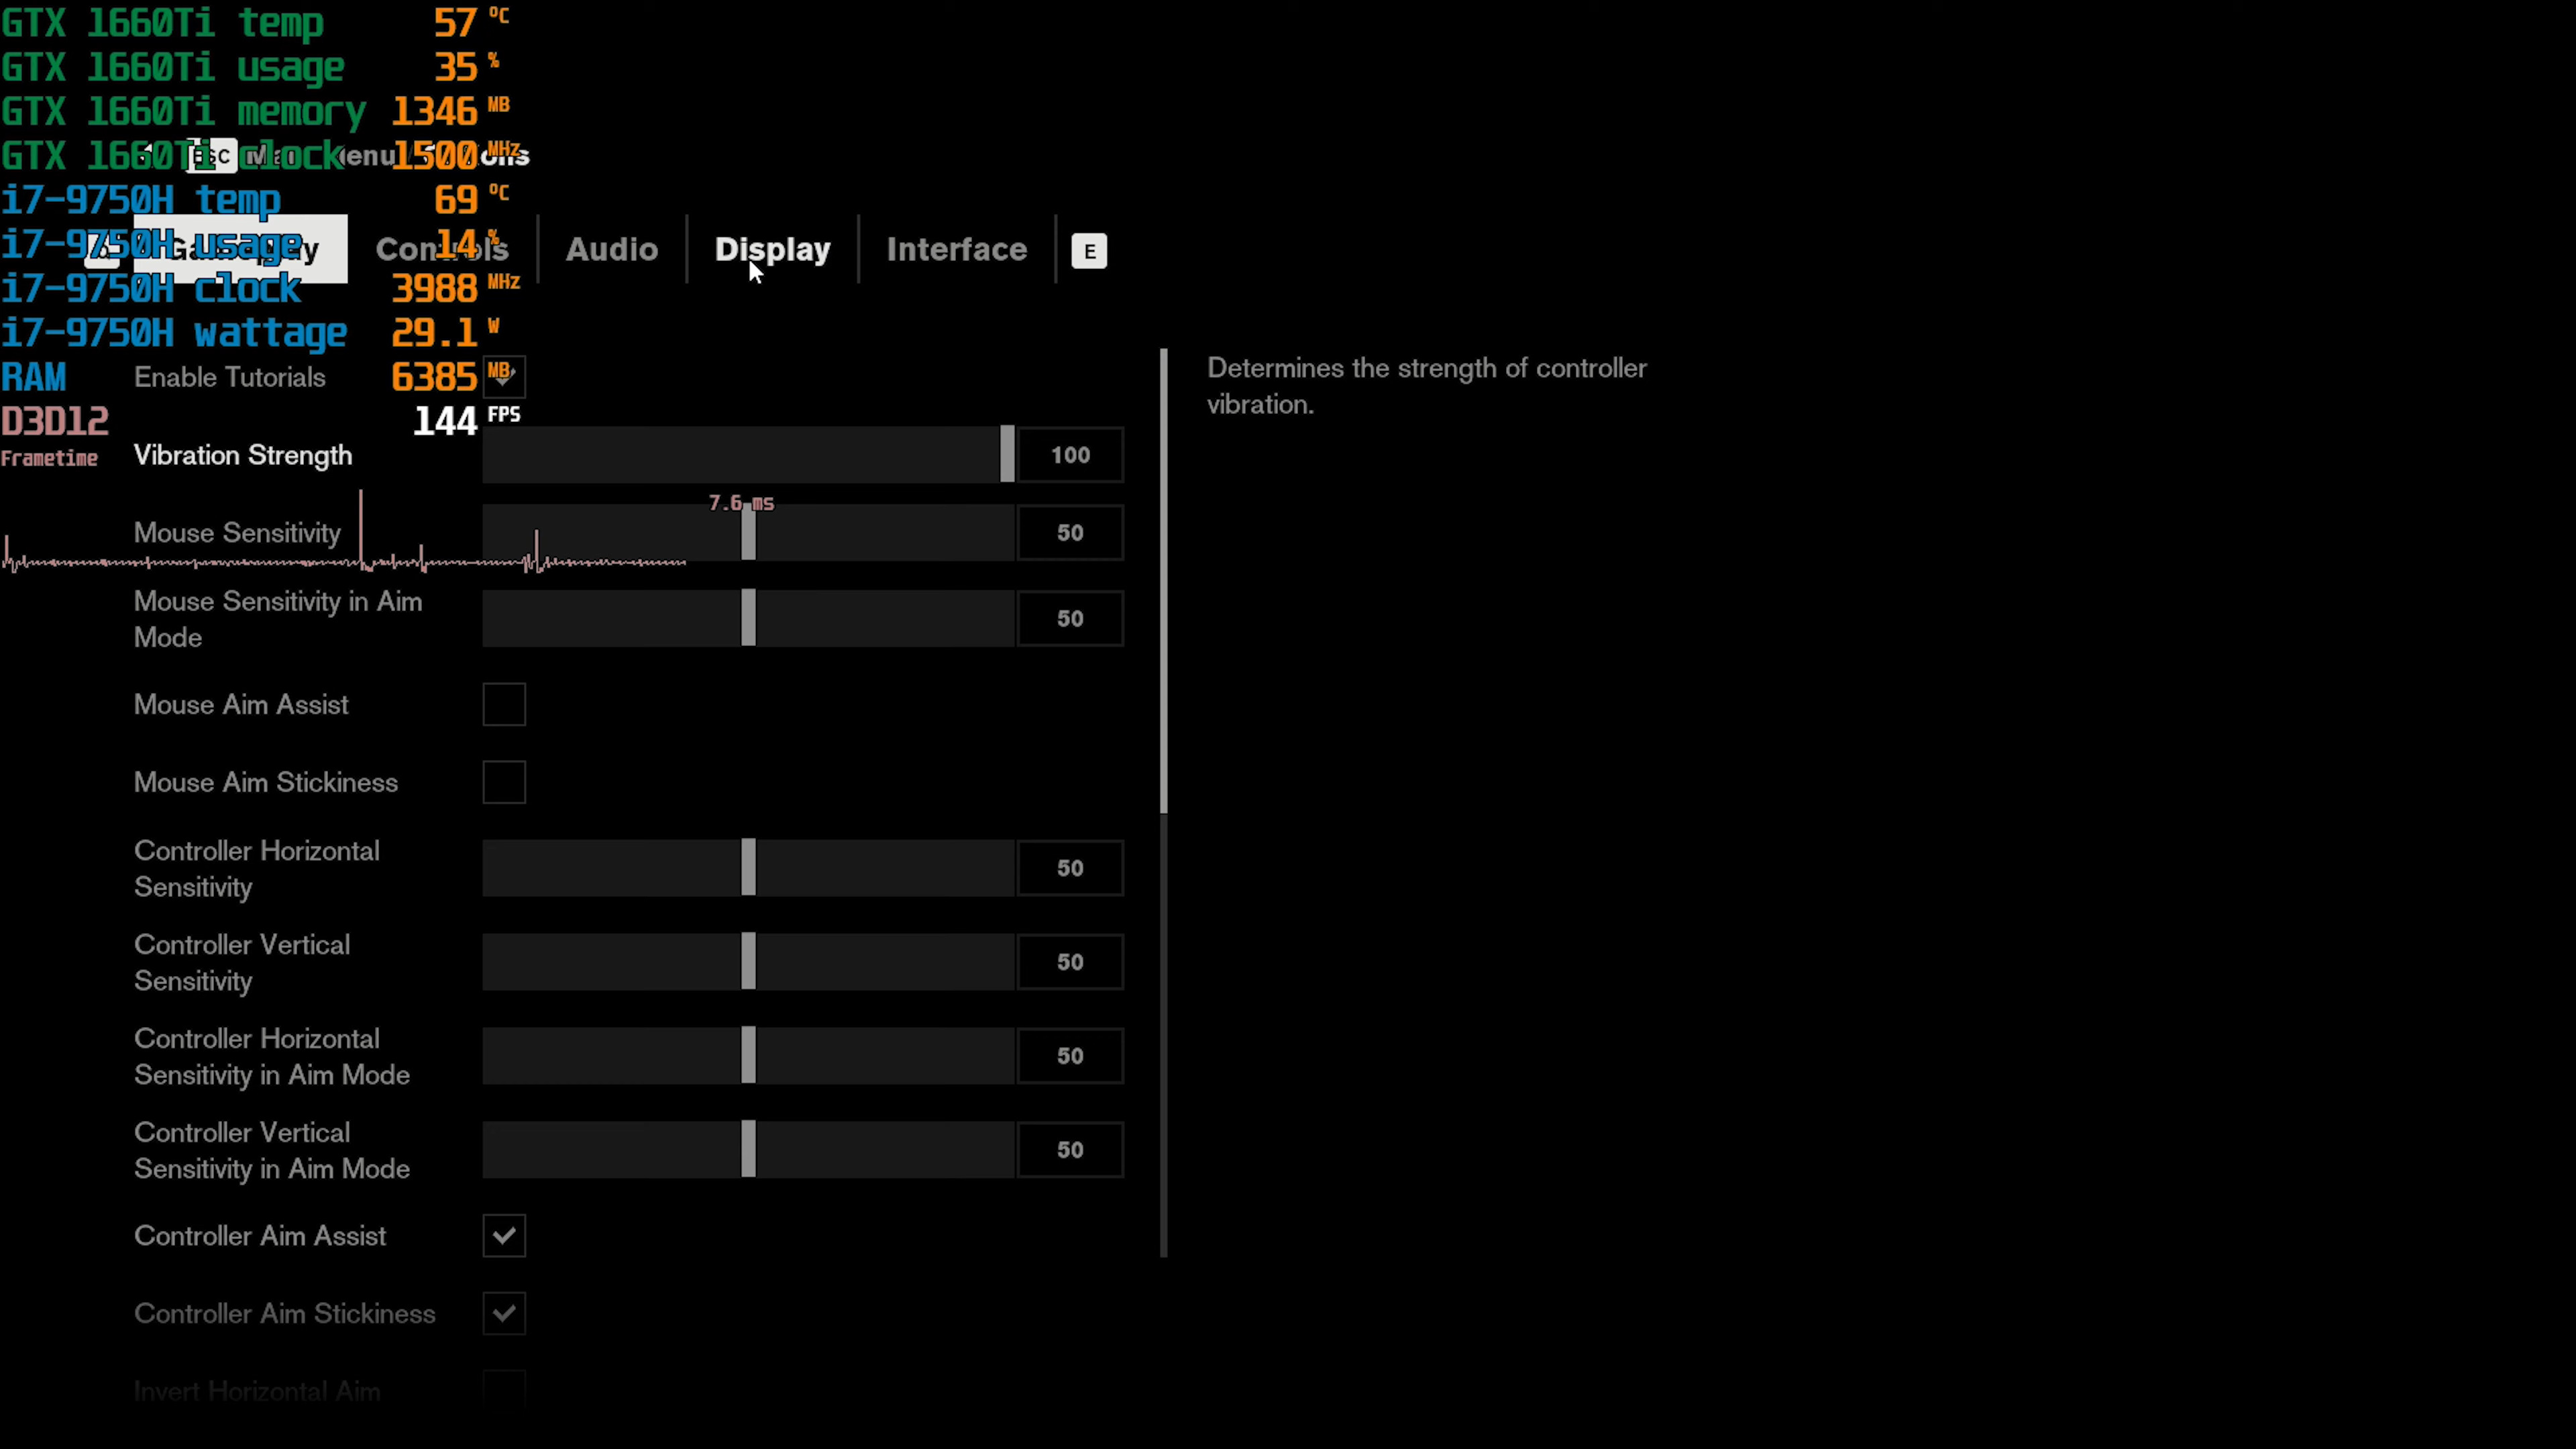 GTX 1660Ti temp 57 °C
GTX 1660Ti usage 35 %
GTX 1660Ti memory 1346 MB
GTX 1660Ti clock 1500 MHz
ESC
i7-9750H temp 69 °C
i7-9750H usage 14 %
Controls Audio Display Interface E
i7-9750H clock 3988 MHz
i7-9750H wattage 29.1 W
RAM 6385 MB
Enable Tutorials
D3D12 144 FPS
Frametime
Vibration Strength 100
7.6 ms
Mouse Sensitivity 50
Mouse Sensitivity in Aim
Mode 50
Mouse Aim Assist
Mouse Aim Stickiness
Controller Horizontal
Sensitivity 50
Controller Vertical
Sensitivity 50
Controller Horizontal
Sensitivity in Aim Mode 50
Controller Vertical
Sensitivity in Aim Mode 50
Controller Aim Assist
Controller Aim Stickiness
Invert Horizontal Aim
Determines the strength of controller
vibration.